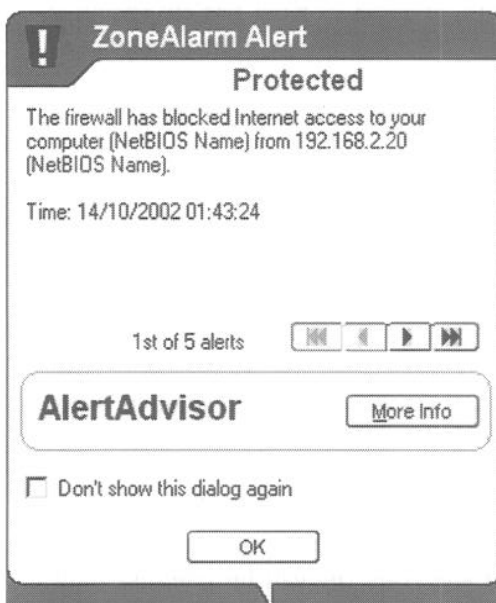 !
ZoneAlarm Alert
Protected
The firewall has blocked Internet access to your
computer (NetBIOS Name) from 192.168.2.20
(NetBIOS Name).
Time: 14/10/2002 01:43:24
1st of 5 alerts
AlertAdvisor
More Info
Don't show this dialog again
OK